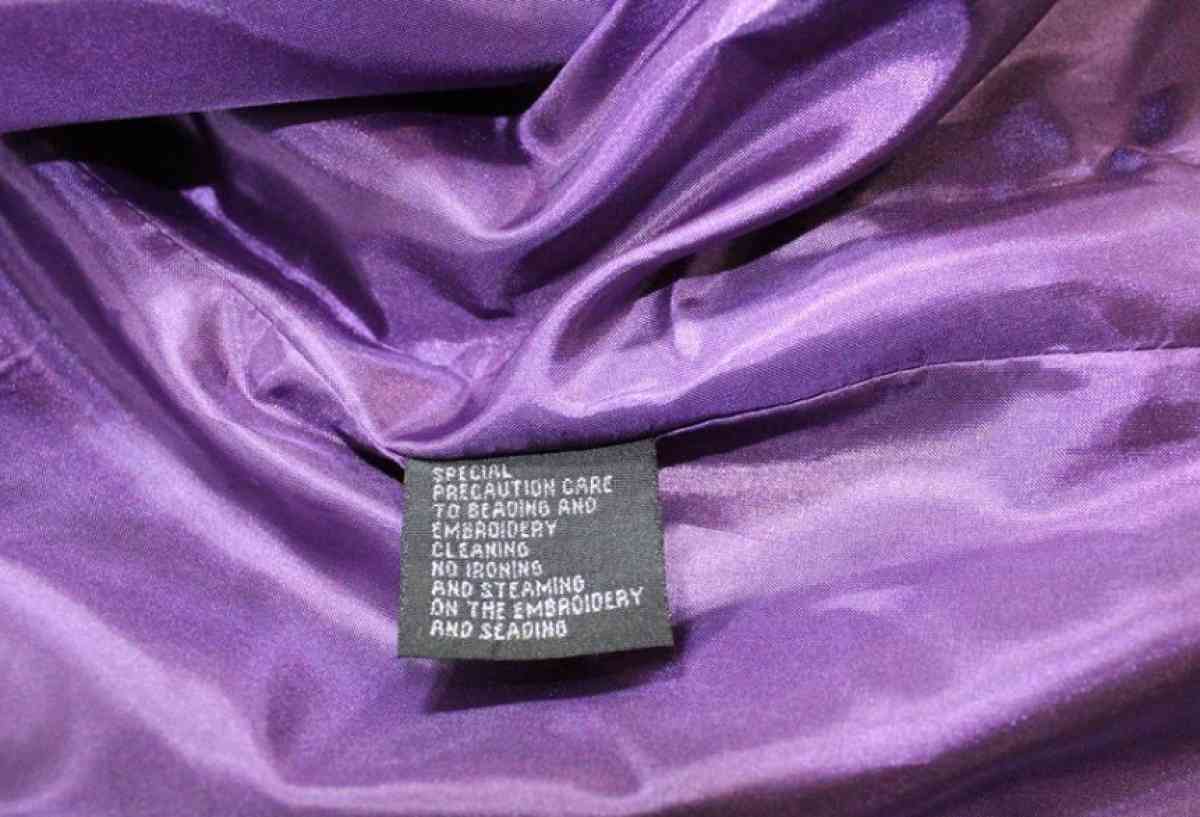 SPECIAL
PRECAUTION CARE
TO BEADING AND
EMBROIDERY
CLEANING
NO IRONING
AND STEAMING
ON THE EMBROIDERY
AND SEADING